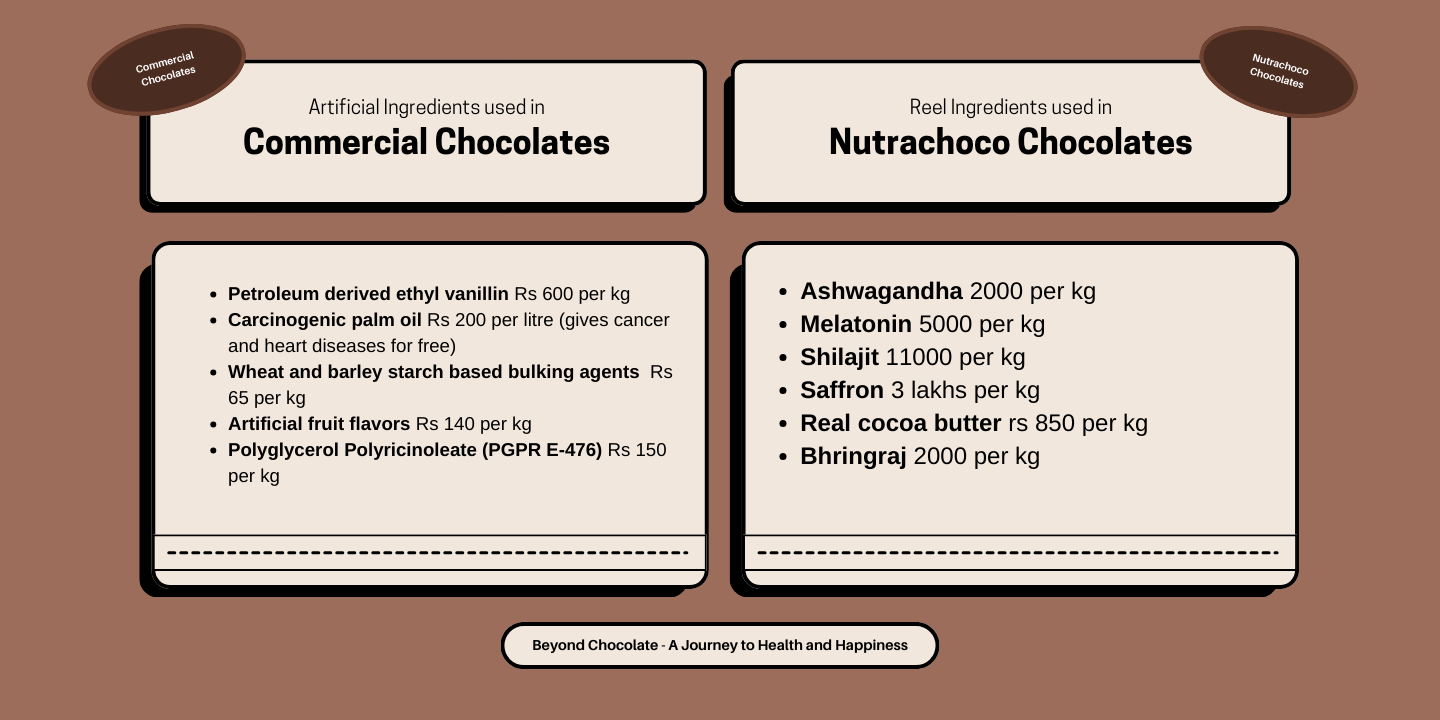 Commercial
Chocolates
Nutrachoco
Chocolates
Artificial Ingredients used in
Commercial Chocolates
Reel Ingredients used in
Nutrachoco Chocolates
• Petroleum derived ethyl vanillin Rs 600 per kg
• Carcinogenic palm oil Rs 200 per litre (gives cancer
and heart diseases for free)
• Wheat and barley starch based bulking agents  Rs
65 per kg
• Artificial fruit flavors Rs 140 per kg
• Polyglycerol Polyricinoleate (PGPR E-476) Rs 150
per kg
• Ashwagandha 2000 per kg
• Melatonin 5000 per kg
• Shilajit 11000 per kg
• Saffron 3 lakhs per kg
• Real cocoa butter rs 850 per kg
• Bhringraj 2000 per kg
Beyond Chocolate - A Journey to Health and Happiness